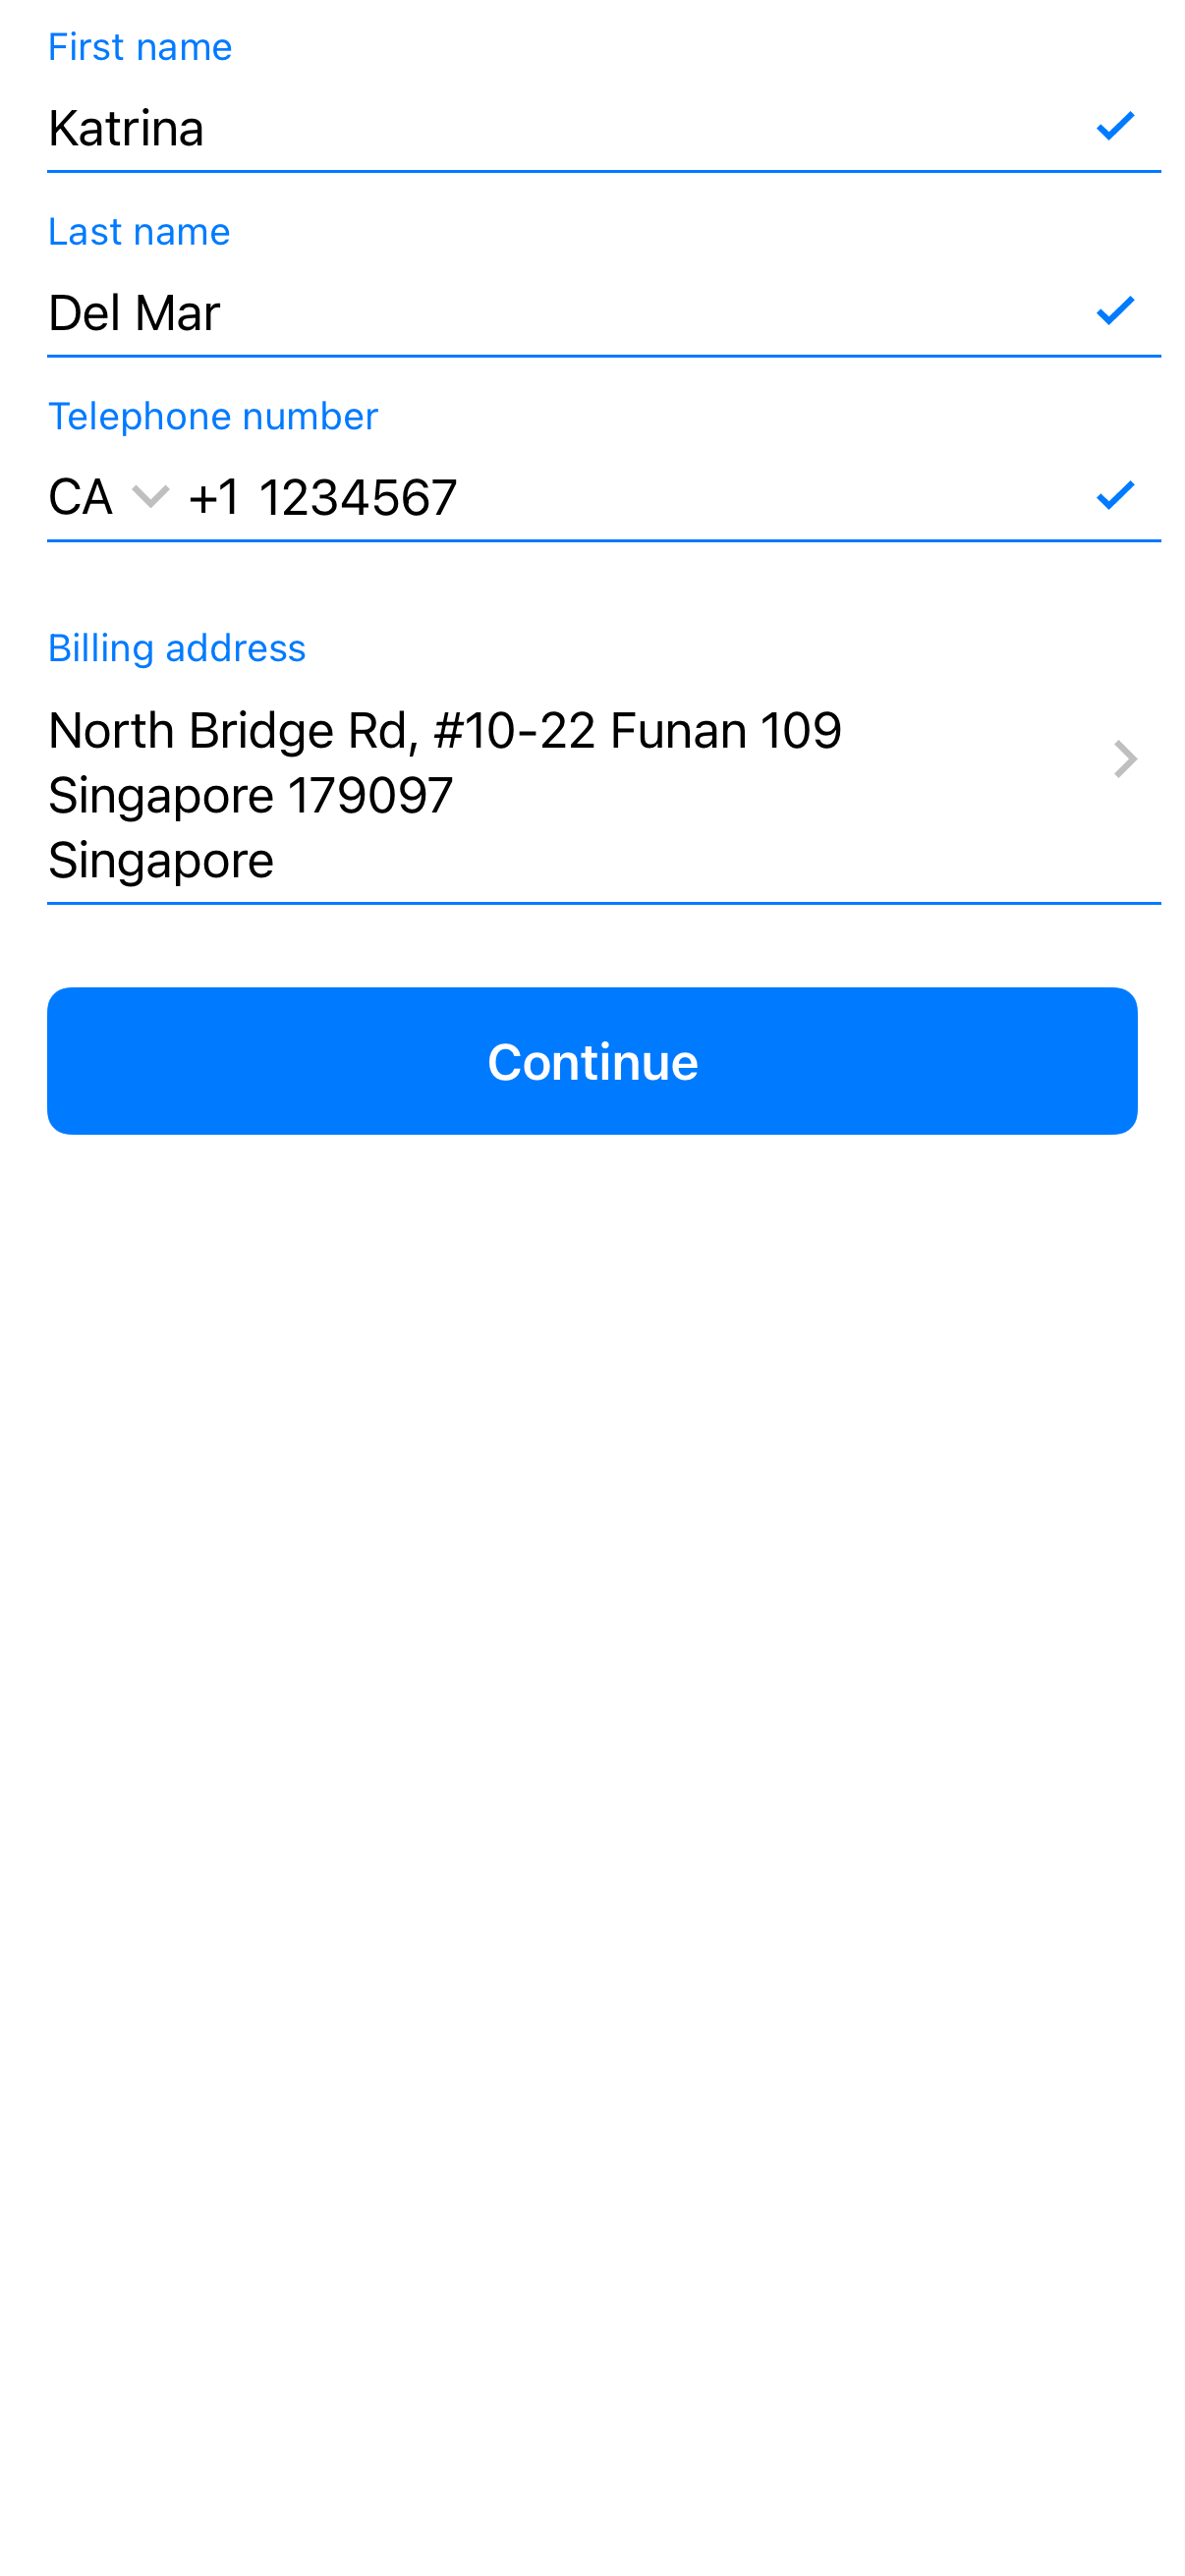 First name
Katrina
Last name
Del Mar
Telephone number
CA +1 1234567
Billing address
North Bridge Rd, #10-22 Funan 109
Singapore 179097
Singapore
Continue